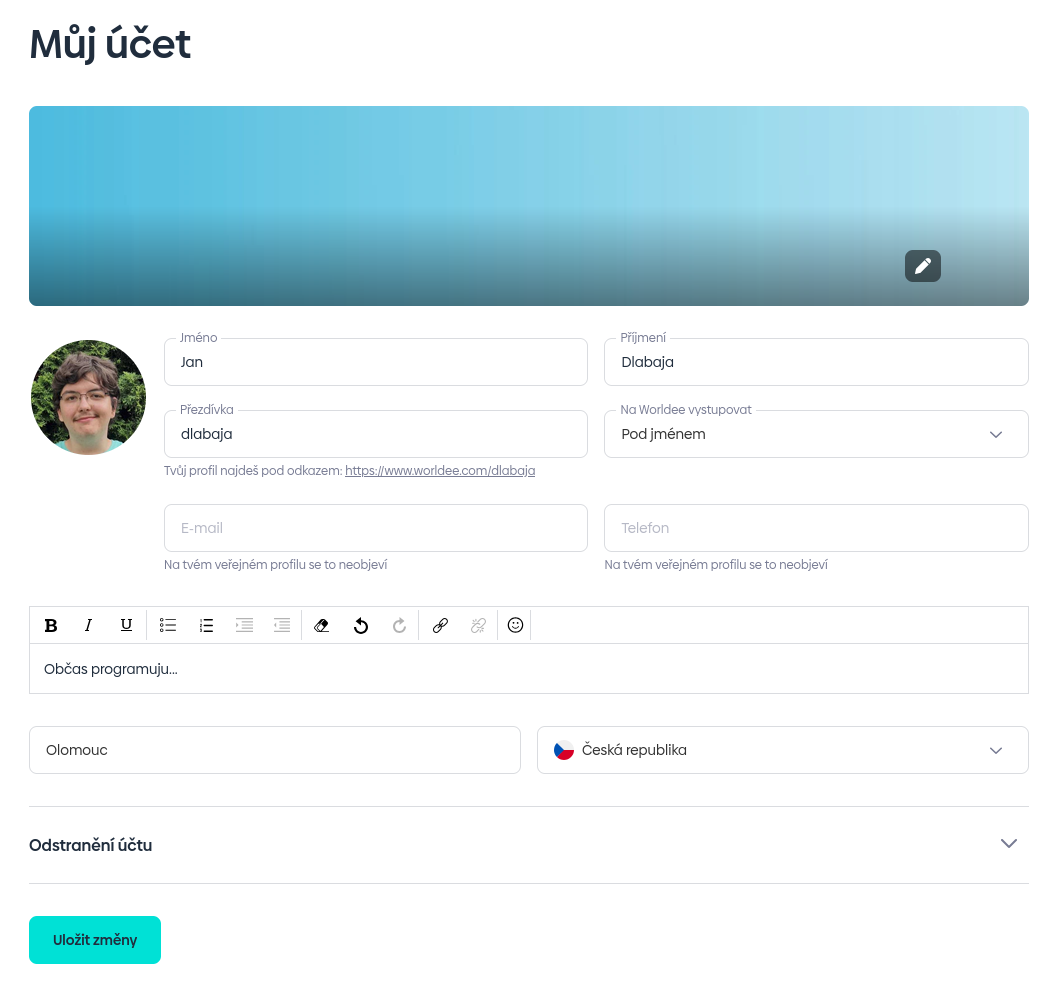 Můj účet
Jméno
Jan
Příjmení
Dlabaja
Přezdívka
dlabaja
Na Worldee vystupovat
Pod jménem
Tvůj profil najdeš pod odkazem: https://www.worldee.com/dlabaja
E-mail
Telefon
Na tvém veřejném profilu se to neobjeví
Na tvém veřejném profilu se to neobjeví
B I U
Občas programuju...
Olomouc
Česká republika
Odstranění účtu
Uložit změny